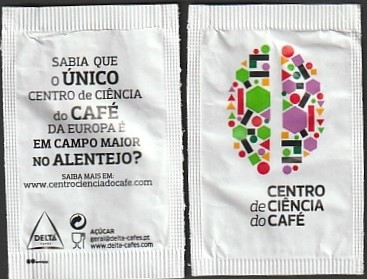 SABIA QUE
o ÚNICO
CENTRO de CIÊNCIA
do CAFÉ
DA EUROPA É
EM CAMPO MAIOR
NO ALENTEJO?
SAIBA MAIS EM:
www.centrocienciadocafe.com
DELTA
AÇÚCAR
geral@delta-cafes.pt
www.delta-cafes.com
CENTRO
de CIÊNCIA
do CAFÉ